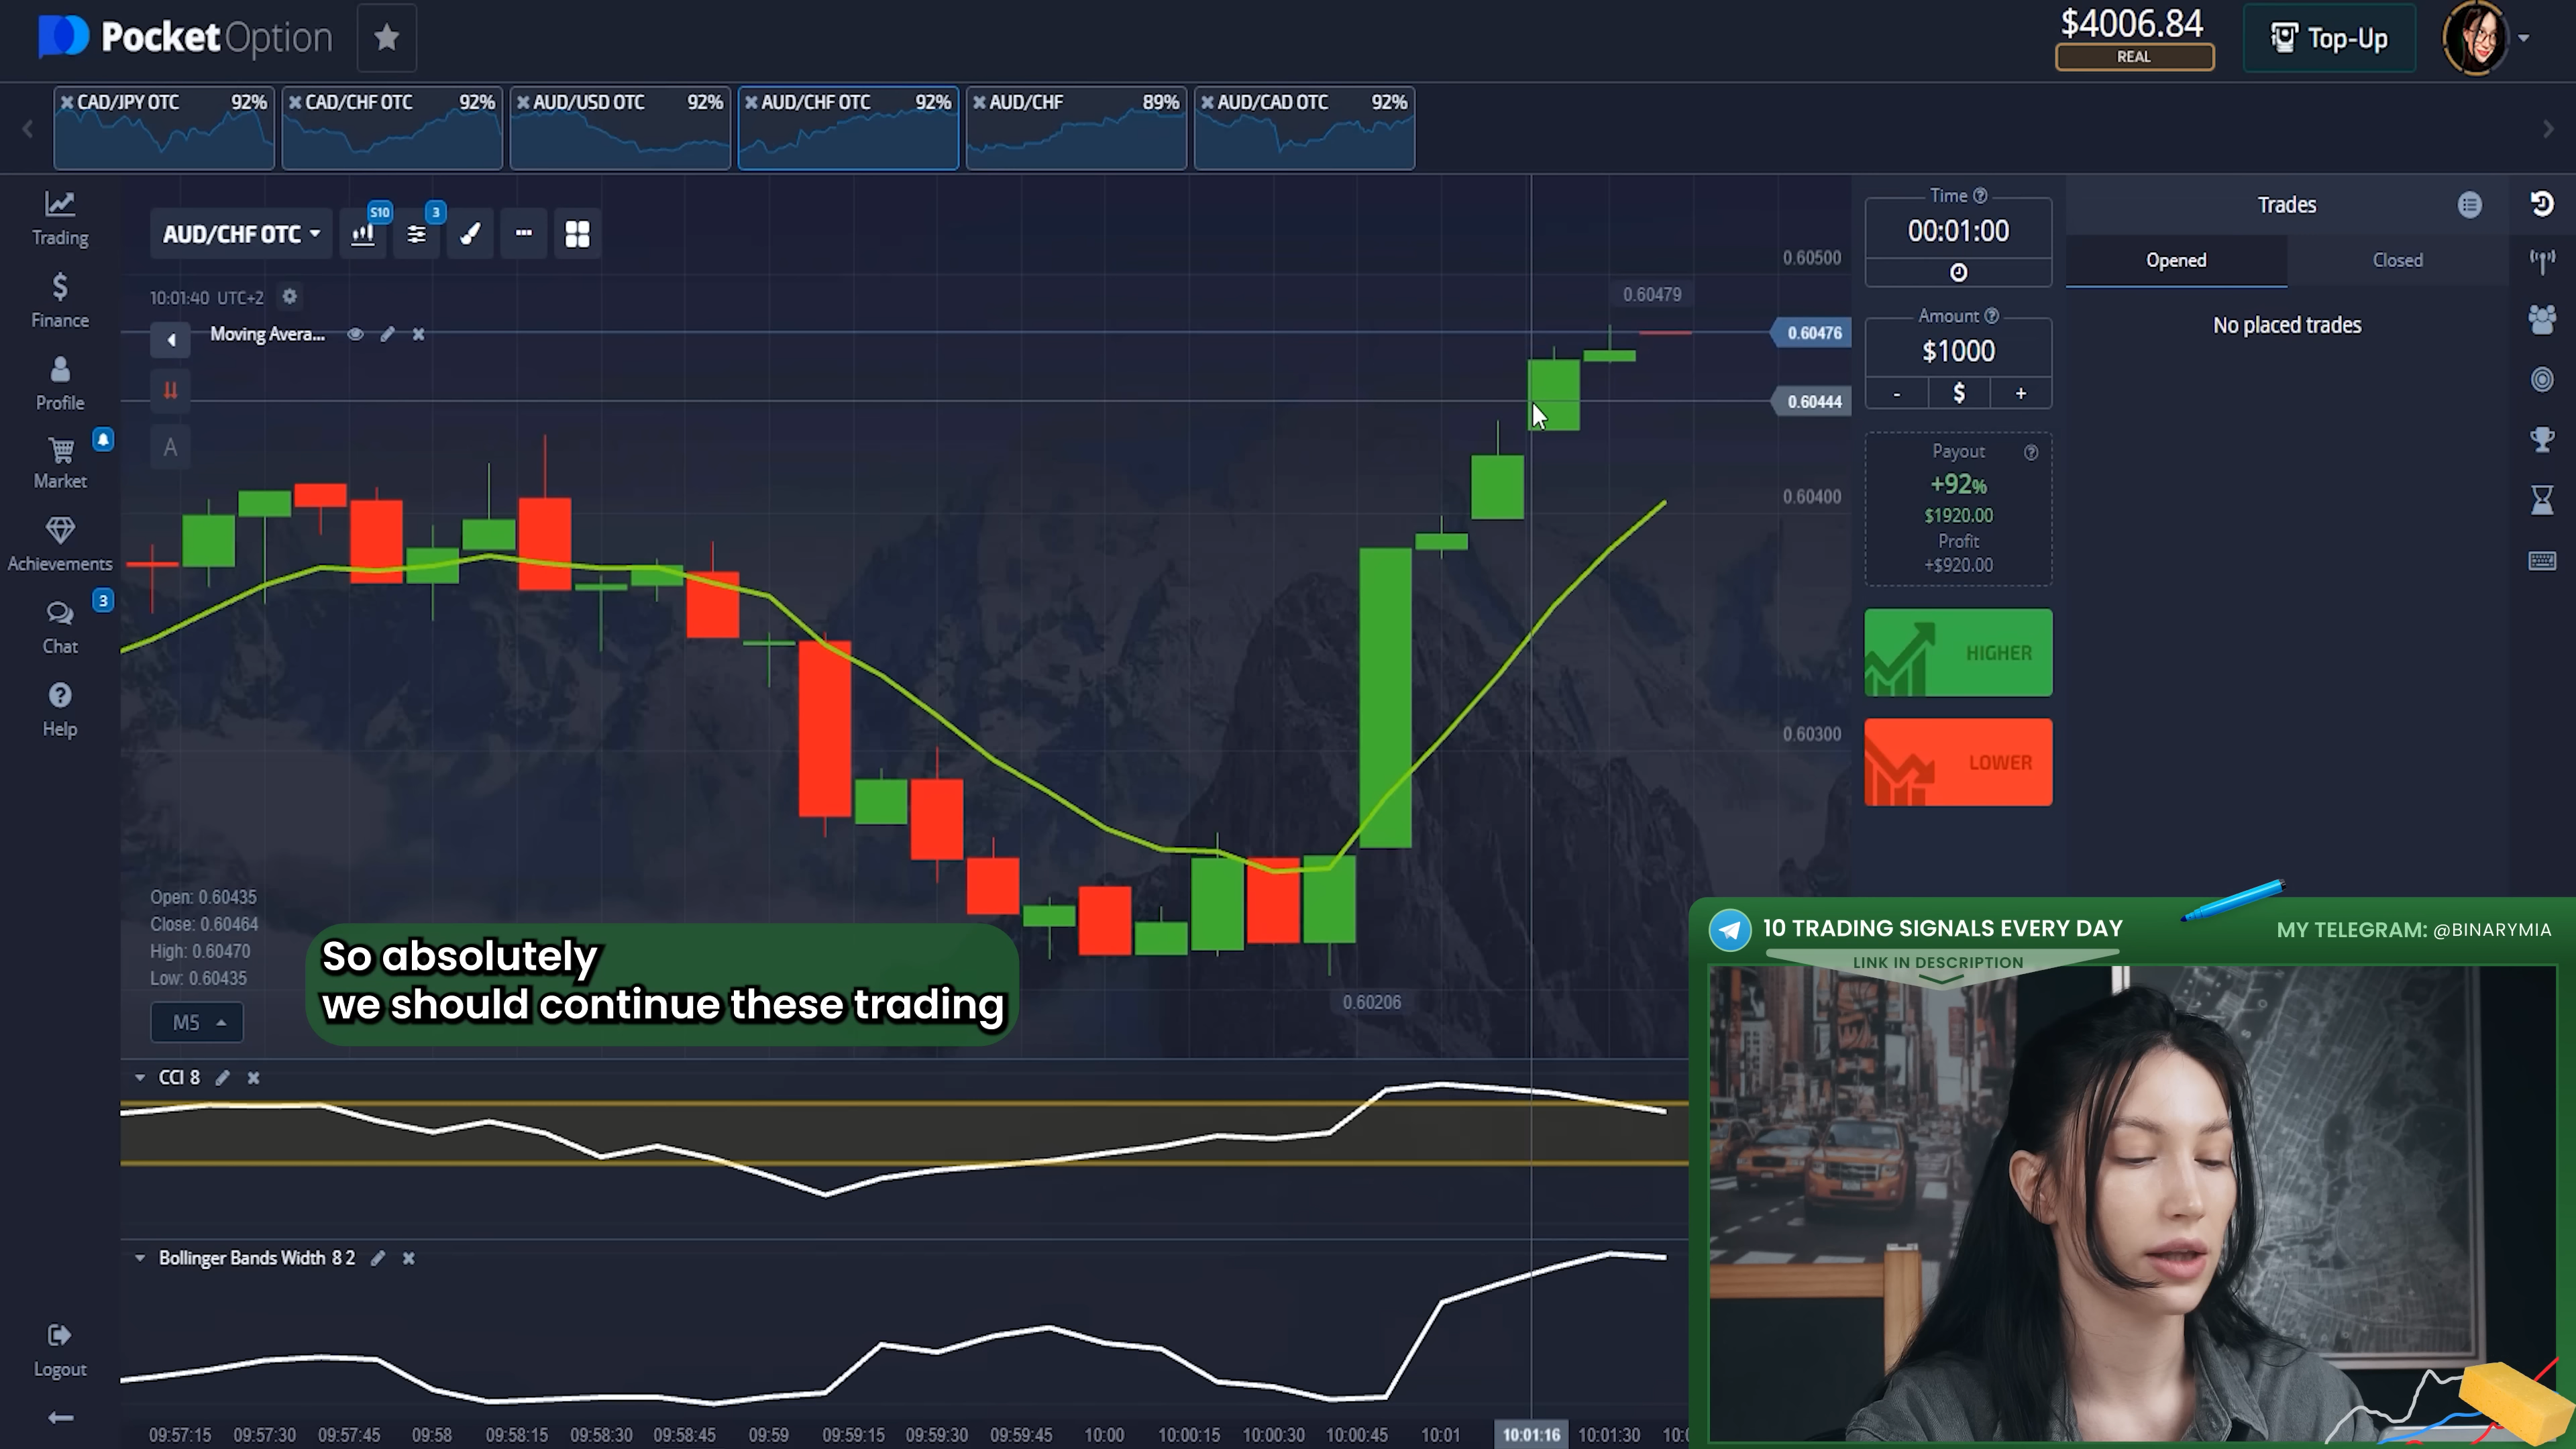 Pocket Option
$4006.84
REAL
Top-Up
CAD/JPY OTC 92%
CAD/CHF OTC 92%
AUD/USD OTC 92%
AUD/CHF OTC 92%
AUD/CHF 89%
AUD/CAD OTC 92%
Trading
Finance
Profile
Market
Achievements
3
Chat
Help
Logout
AUD/CHF OTC
S10
3
10:01:40 UTC+2
Moving Avera...
A
0.60500
0.60479
0.60476
0.60444
0.60400
0.60300
0.60206
Open: 0.60435
Close: 0.60464
High: 0.60470
Low: 0.60435
M5
So absolutely
we should continue these trading
CCI 8
Bollinger Bands Width 8 2
09:57:15 09:57:30 09:57:45 09:58 09:58:15 09:58:30 09:58:45 09:59 09:59:15 09:59:30 09:59:45 10:00 10:00:15 10:00:30 10:00:45 10:01 10:01:16 10:01:30
Time
00:01:00
Amount
$1000
- $ +
Payout
+92%
$1920.00
Profit
+$920.00
HIGHER
LOWER
Trades
Opened Closed
No placed trades
10 TRADING SIGNALS EVERY DAY
LINK IN DESCRIPTION
MY TELEGRAM: @BINARYMIA